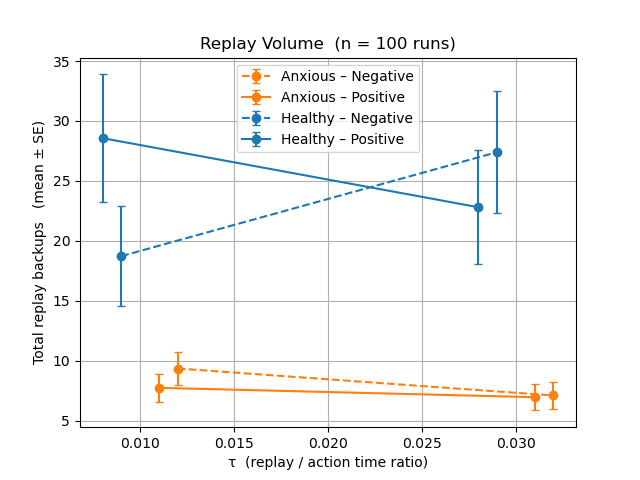 Replay Volume  (n = 100 runs)
Total replay backups   (mean ± SE)
35
30
25
20
15
10
5
Anxious – Negative
Anxious – Positive
Healthy – Negative
Healthy – Positive
0.010
0.015
0.020
0.025
0.030
τ  (replay / action time ratio)